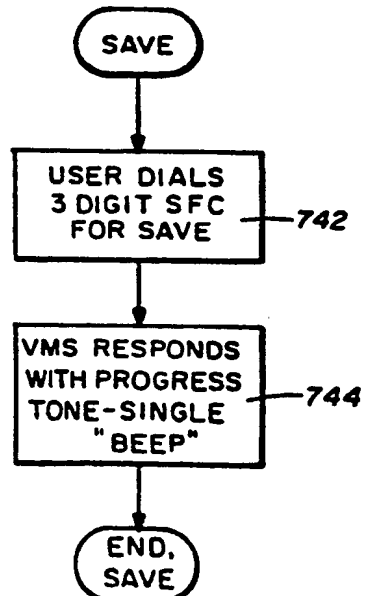 SAVE
USER DIALS
3 DIGIT SFC
FOR SAVE
742
VMS RESPONDS
WITH PROGRESS
TONE-SINGLE
"BEEP"
744
END,
SAVE